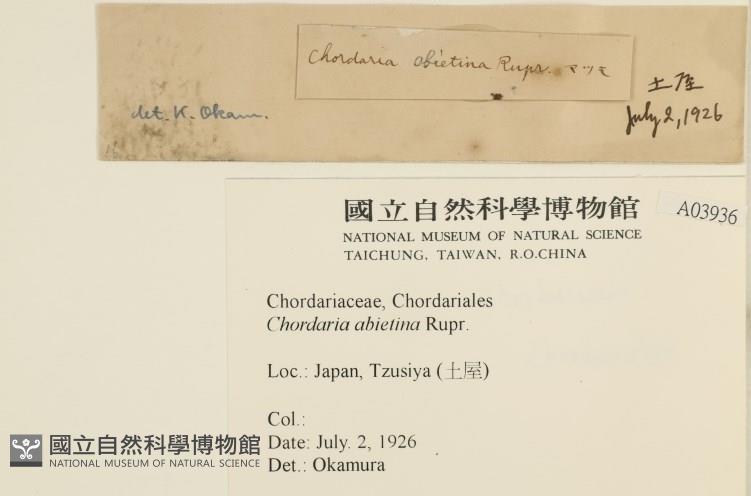 Chordaria abietina Rupr. マツモ
det. K. Okam.
土屋
July 2, 1926
國立自然科學博物館
NATIONAL MUSEUM OF NATURAL SCIENCE
TAICHUNG, TAIWAN, R.O.CHINA
A03936
Chordariaceae, Chordariales
Chordaria abietina Rupr.
Loc.: Japan, Tzusiya (土屋)
Col.:
Date: July. 2, 1926
Det.: Okamura
國立自然科學博物館
NATIONAL MUSEUM OF NATURAL SCIENCE